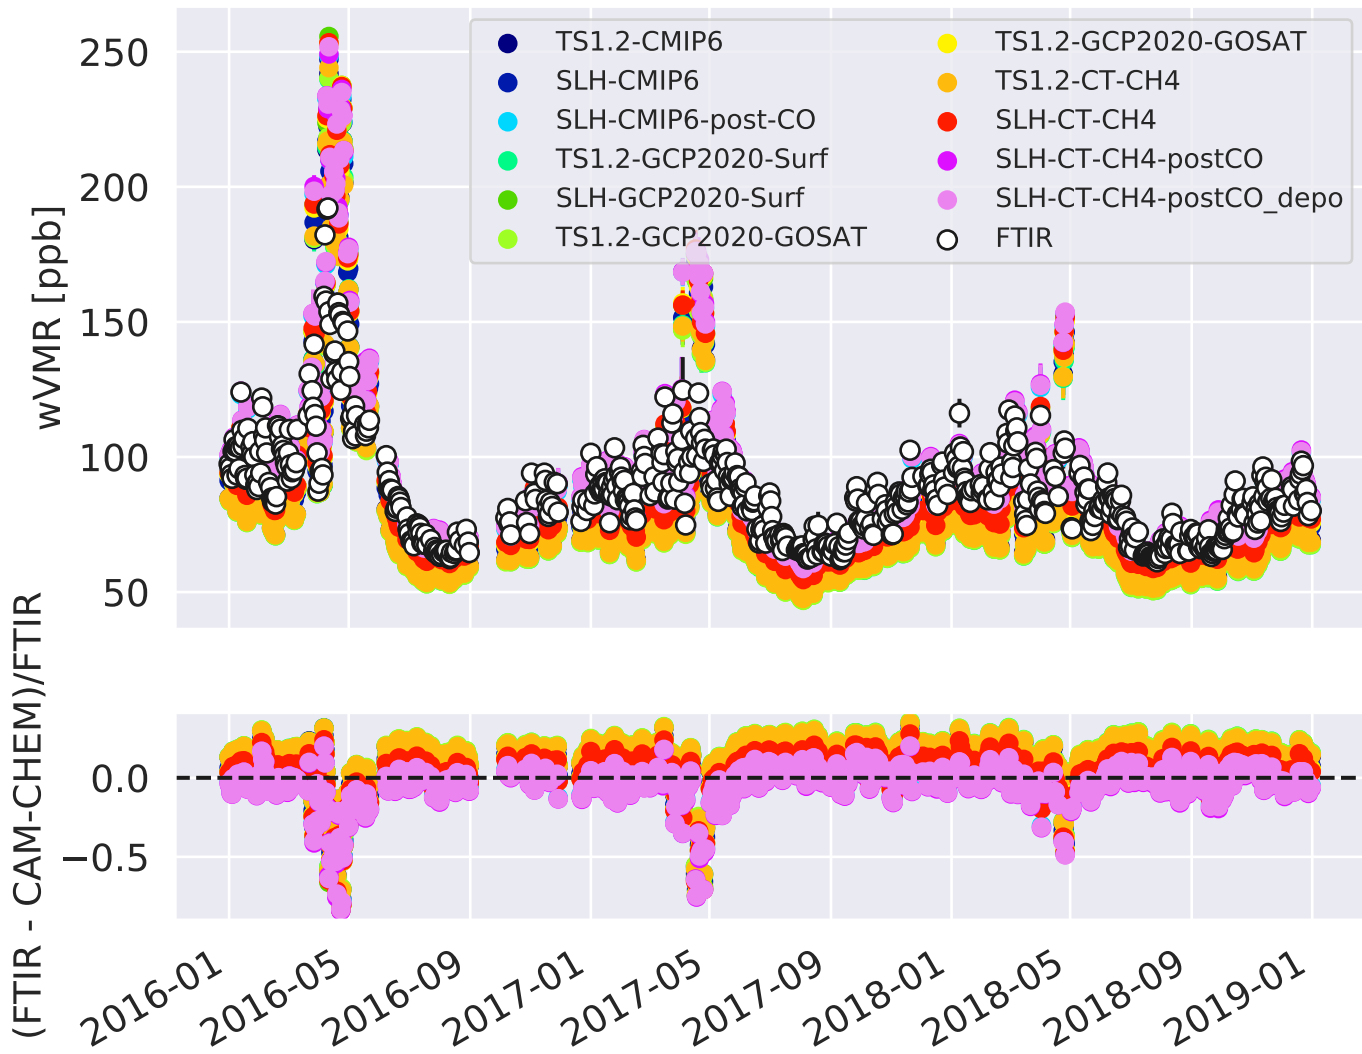 250
200
150
100
50
wVMR [ppb]
TS1.2-CMIP6
SLH-CMIP6
SLH-CMIP6-post-CO
TS1.2-GCP2020-Surf
SLH-GCP2020-Surf
TS1.2-GCP2020-GOSAT
TS1.2-GCP2020-GOSAT
TS1.2-CT-CH4
SLH-CT-CH4
SLH-CT-CH4-postCO
SLH-CT-CH4-postCO_depo
FTIR
0.0
−0.5
(FTIR - CAM-CHEM)/FTIR
2016-01
2016-05
2016-09
2017-01
2017-05
2017-09
2018-01
2018-05
2018-09
2019-01